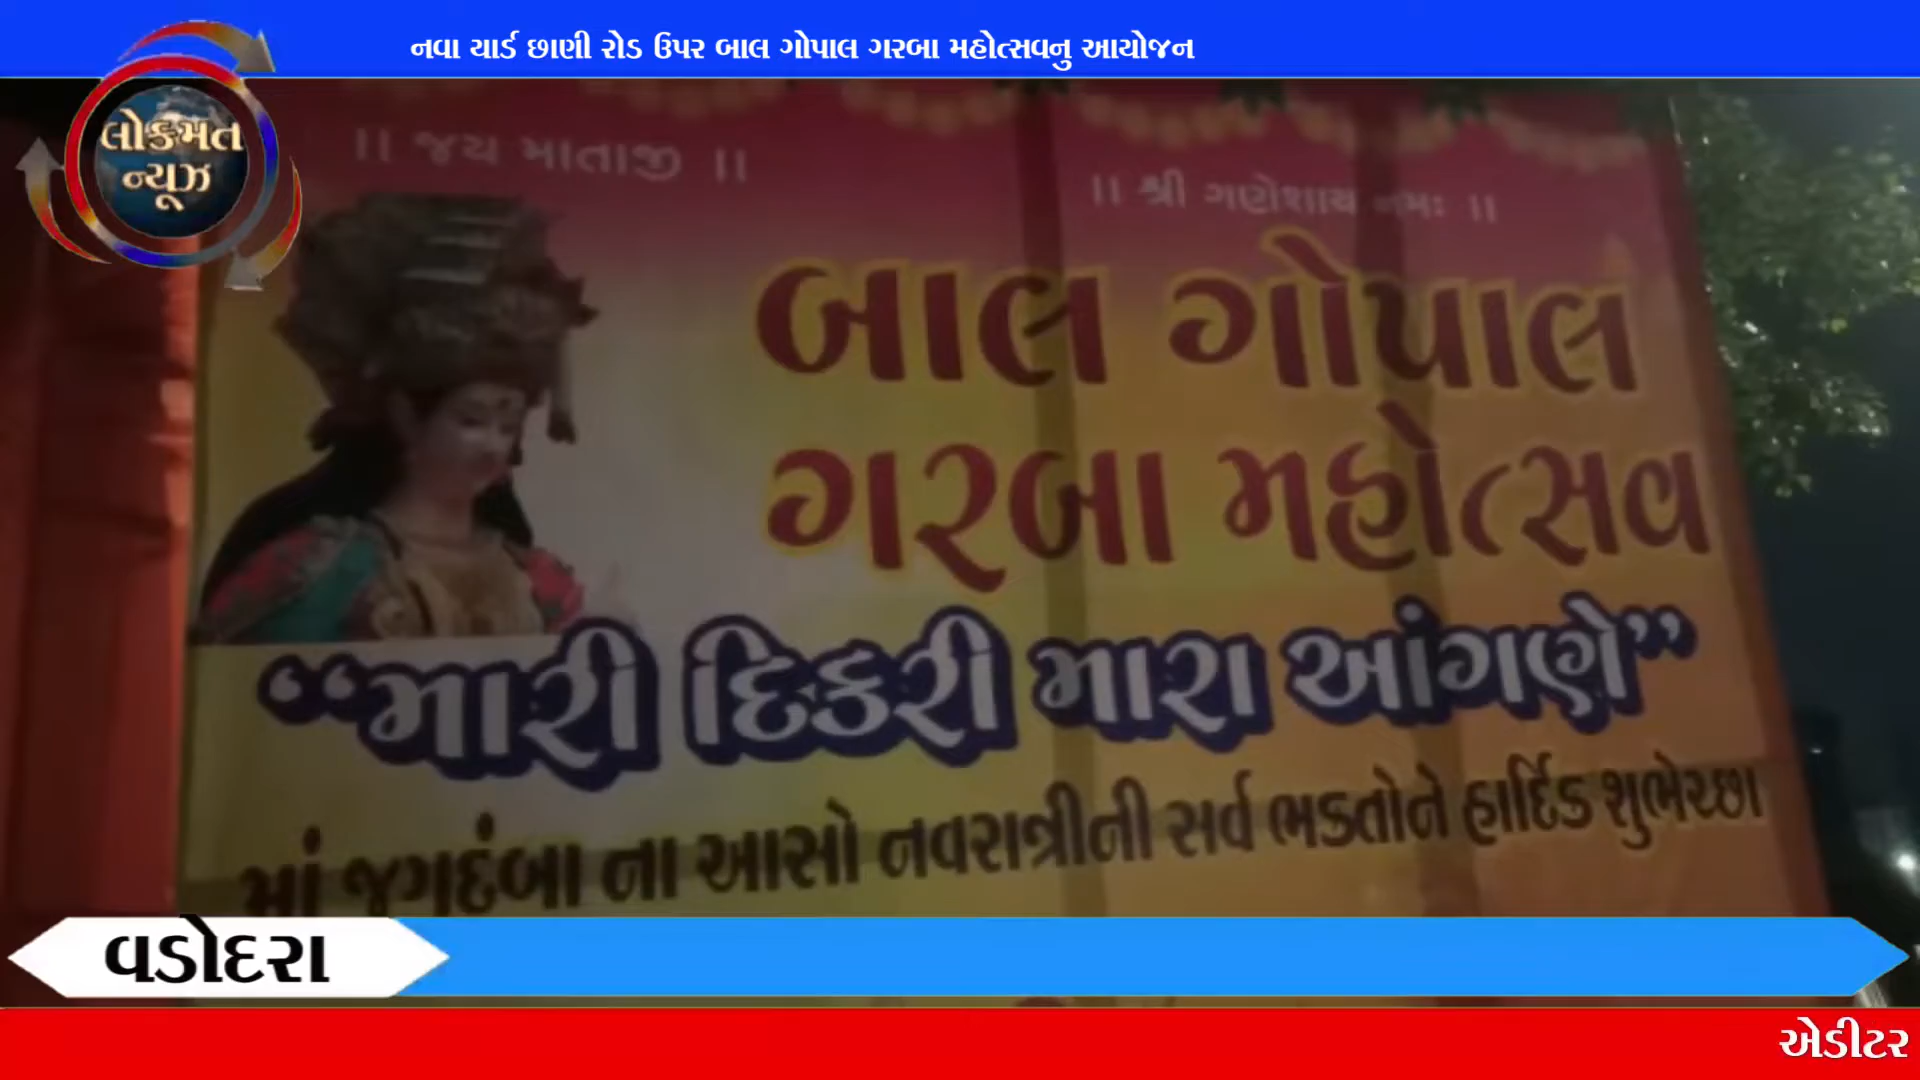 નવા યાર્ડ છાણી રોડ ઉપર બાલ ગોપાલ ગરબા મહોત્સવનુ આયોજન
લોકમત
ન્યૂઝ
।। જય માતાજી ।।
।। શ્રી ગણેશાય નમઃ ।।
બાલ ગોપાલ
ગરબા મહોત્સવ
“મારી દિકરી મારા આંગણે”
માં જગદંબા ના આસો નવરાત્રીની સર્વ ભકતોને હાર્દિક શુભેચ્છા
વડોદરા
એડીટર